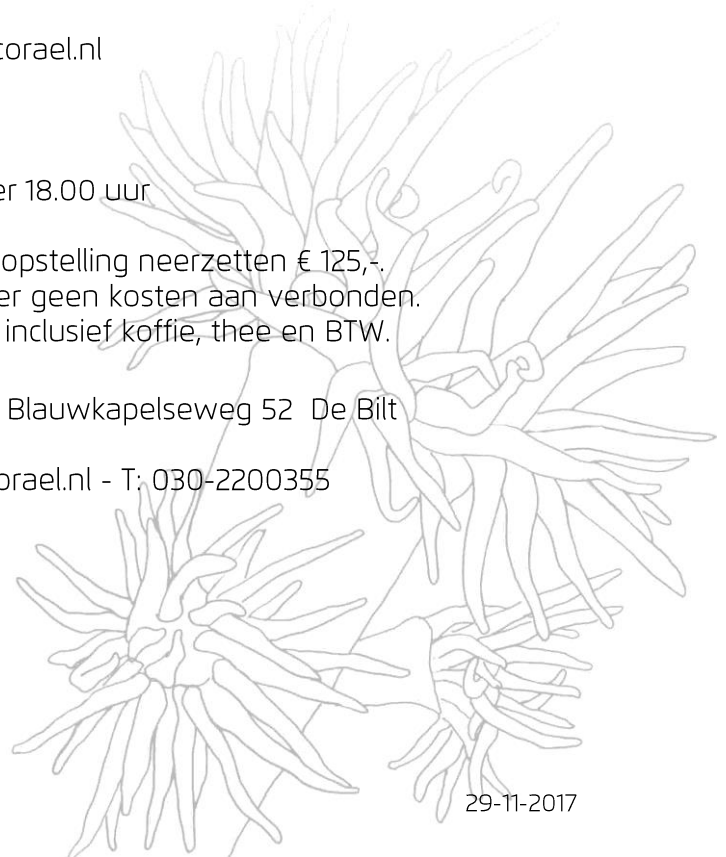 corael.nl
er 18.00 uur
opstelling neerzetten € 125,-.
er geen kosten aan verbonden.
inclusief koffie, thee en BTW.
Blauwkapelseweg 52 De Bilt
orael.nl - T: 030-2200355
29-11-2017